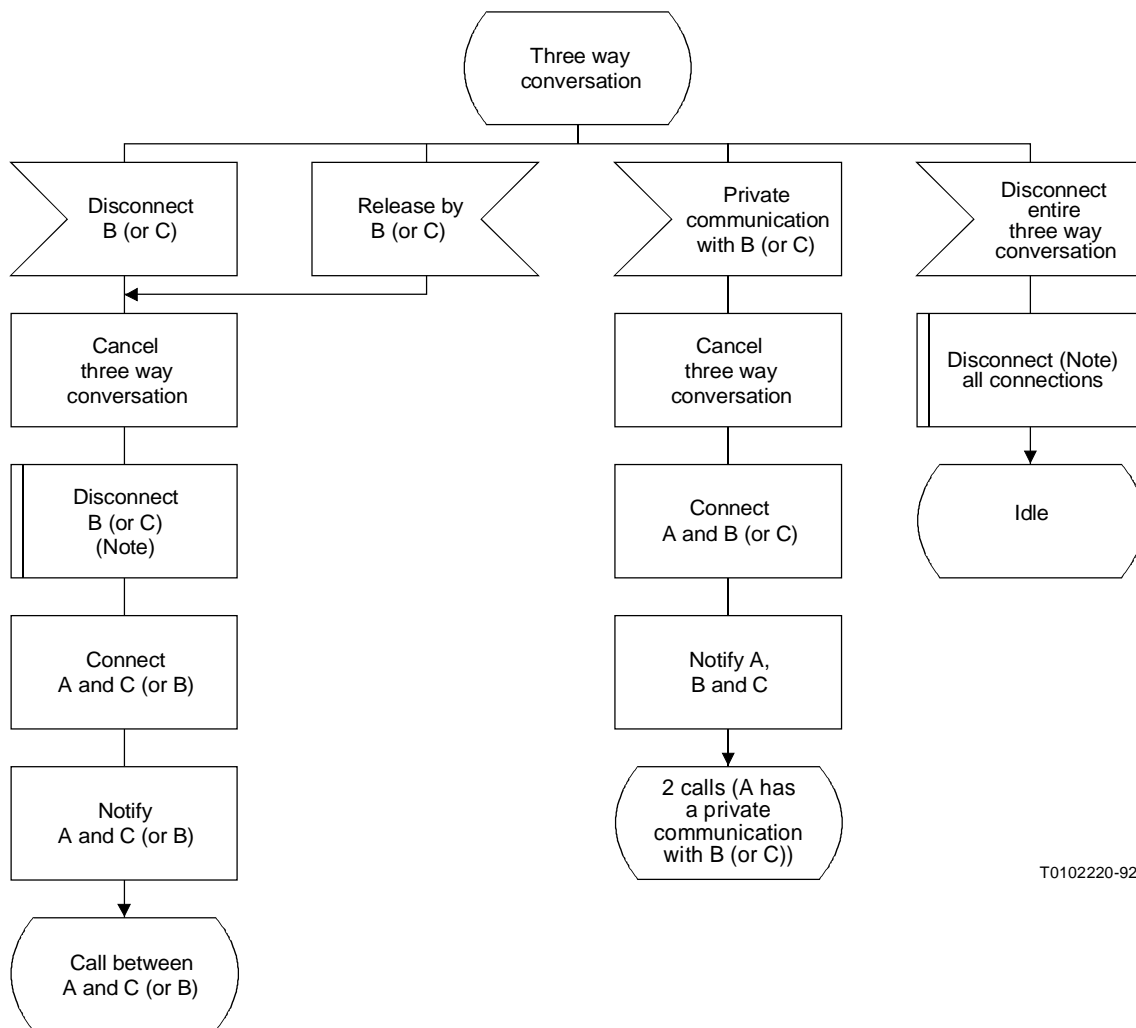 Three way
conversation
Disconnect
B (or C)
Release by
B (or C)
Private
communication
with B (or C)
Disconnect
entire
three way
conversation
Cancel
three way
conversation
Cancel
three way
conversation
Disconnect (Note)
all connections
Disconnect
B (or C)
(Note)
Connect
A and B (or C)
Idle
Connect
A and C (or B)
Notify A,
B and C
Notify
A and C (or B)
2 calls (A has
a private
communication
with B (or C))
T0102220-92
Call between
A and C (or B)